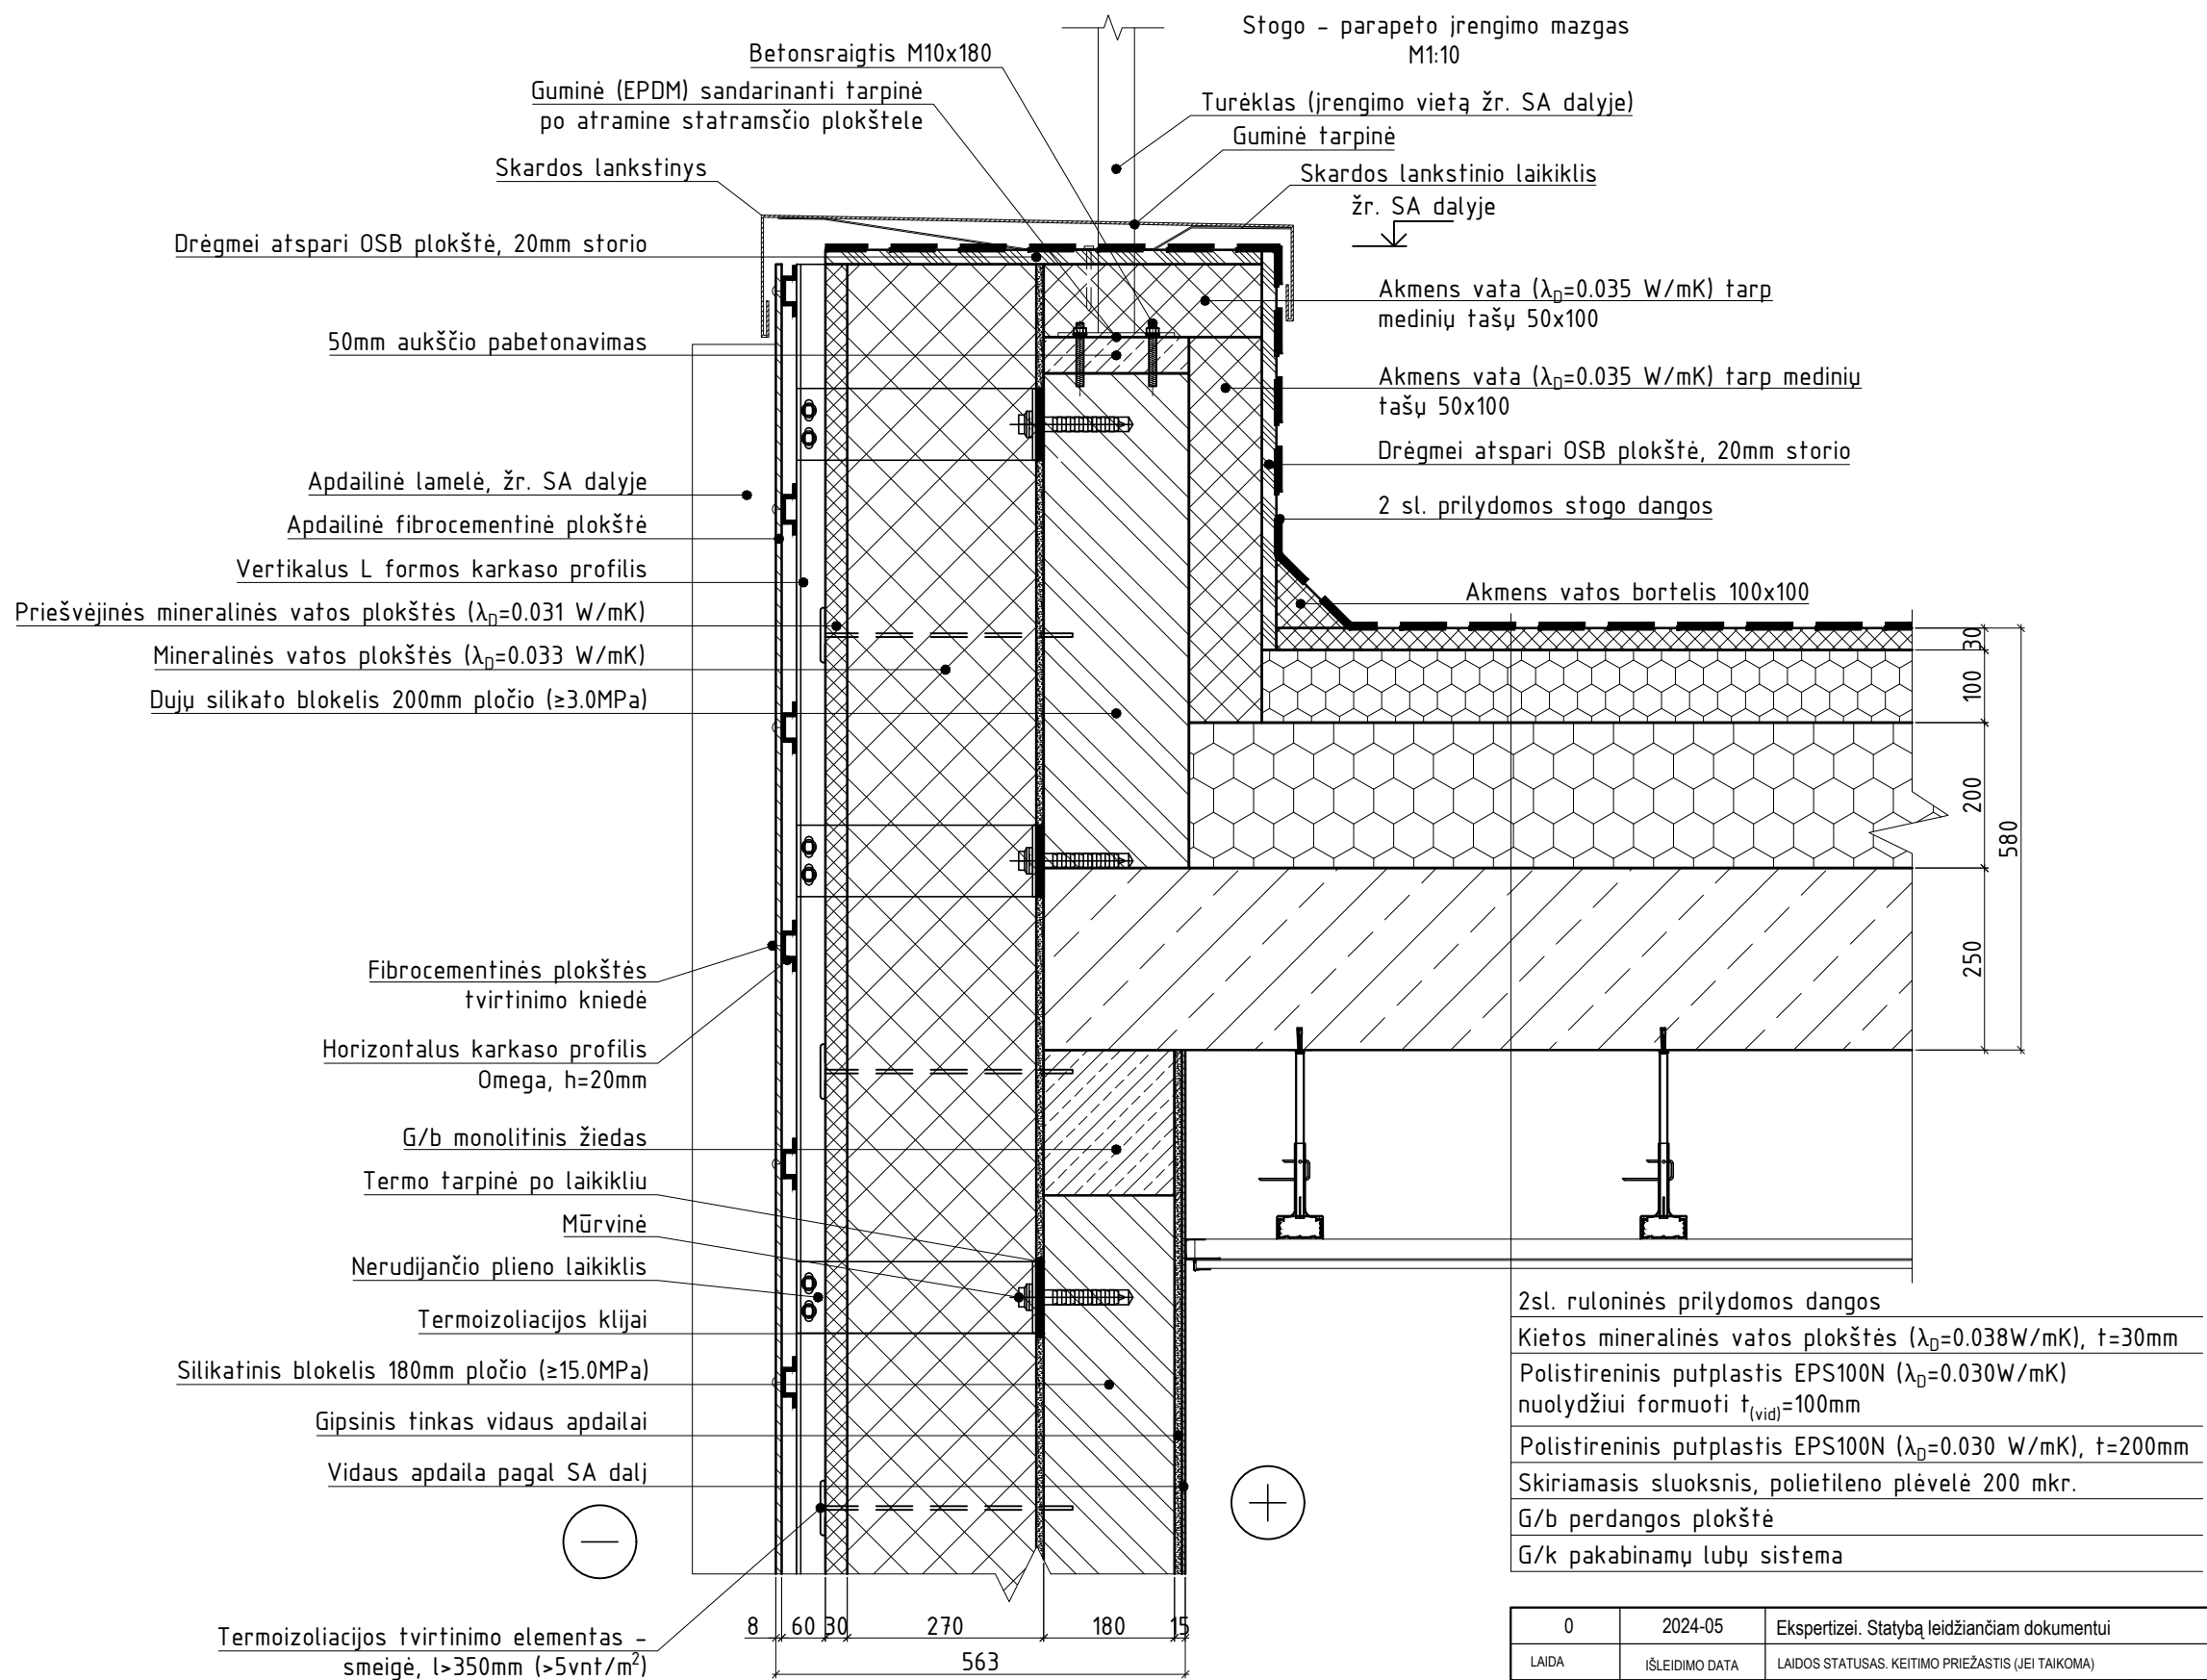 Stogo - parapeto įrengimo mazgas
M1:10
Betonsraigtis M10x180
Guminė (EPDM) sandarinanti tarpinė
po atramine statramsčio plokštele
Skardos lankstinys
Drėgmei atspari OSB plokštė, 20mm storio
50mm aukščio pabetonavimas
Apdailinė lamelė, žr. SA dalyje
Apdailinė fibrocementinė plokštė
Vertikalus L formos karkaso profilis
Priešvėjinės mineralinės vatos plokštės (λD=0.031 W/mK)
Mineralinės vatos plokštės (λD=0.033 W/mK)
Dujų silikato blokelis 200mm pločio (≥3.0MPa)
Fibrocementinės plokštės
tvirtinimo kniedė
Horizontalus karkaso profilis
Omega, h=20mm
G/b monolitinis žiedas
Termo tarpinė po laikikliu
Mūrvinė
Nerudijančio plieno laikiklis
Termoizoliacijos klijai
Silikatinis blokelis 180mm pločio (≥15.0MPa)
Gipsinis tinkas vidaus apdailai
Vidaus apdaila pagal SA dalį
Termoizoliacijos tvirtinimo elementas -
smeigė, l>350mm (>5vnt/m²)
Turėklas (įrengimo vietą žr. SA dalyje)
Guminė tarpinė
Skardos lankstinio laikiklis
žr. SA dalyje
Akmens vata (λD=0.035 W/mK) tarp
medinių tašų 50x100
Akmens vata (λD=0.035 W/mK) tarp medinių
tašų 50x100
Drėgmei atspari OSB plokštė, 20mm storio
2 sl. prilydomos stogo dangos
Akmens vatos bortelis 100x100
30
100
200
250
580
8 60 30 270 180 15
563
2sl. ruloninės prilydomos dangos
Kietos mineralinės vatos plokštės (λD=0.038W/mK), t=30mm
Polistireninis putplastis EPS100N (λD=0.030W/mK)
nuolydžiui formuoti t(vid)=100mm
Polistireninis putplastis EPS100N (λD=0.030 W/mK), t=200mm
Skiriamasis sluoksnis, polietileno plėvelė 200 mkr.
G/b perdangos plokštė
G/k pakabinamų lubų sistema
0 2024-05 Ekspertizei. Statybą leidžiančiam dokumentui
LAIDA IŠLEIDIMO DATA LAIDOS STATUSAS. KEITIMO PRIEŽASTIS (JEI TAIKOMA)